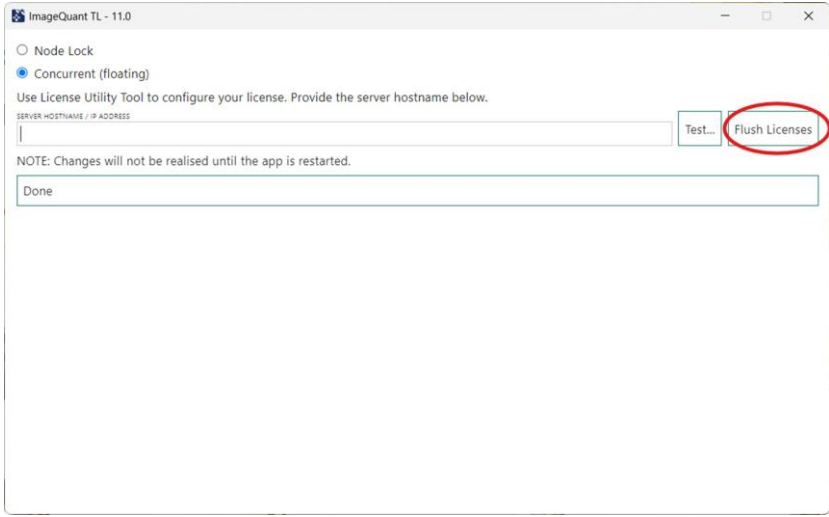 ImageQuant TL - 11.0
Node Lock
Concurrent (floating)
Use License Utility Tool to configure your license. Provide the server hostname below.
SERVER HOSTNAME / IP ADDRESS
Test... Flush Licenses
NOTE: Changes will not be realised until the app is restarted.
Done